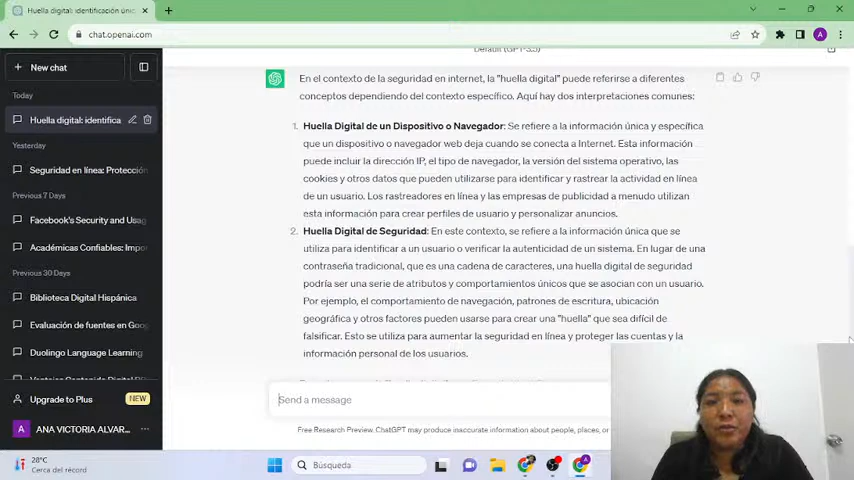 Huella digital: identificación únic
chat.openai.com
A
New chat
Today
Huella digital: identifica
Yesterday
Seguridad en línea: Protección
Previous 7 Days
Facebook's Security and Usag
Académicas Confiables: Impor
Previous 30 Days
Biblioteca Digital Hispánica
Evaluación de fuentes en Goog
Duolingo Language Learning
Upgrade to Plus
NEW
A
ANA VICTORIA ALVAR...
Default (GPT-3.5)
En el contexto de la seguridad en internet, la "huella digital" puede referirse a diferentes
conceptos dependiendo del contexto específico. Aquí hay dos interpretaciones comunes:
1. Huella Digital de un Dispositivo o Navegador: Se refiere a la información única y específica
que un dispositivo o navegador web deja cuando se conecta a Internet. Esta información
puede incluir la dirección IP, el tipo de navegador, la versión del sistema operativo, las
cookies y otros datos que pueden utilizarse para identificar y rastrear la actividad en línea
de un usuario. Los rastreadores en línea y las empresas de publicidad a menudo utilizan
esta información para crear perfiles de usuario y personalizar anuncios.
2. Huella Digital de Seguridad: En este contexto, se refiere a la información única que se
utiliza para identificar a un usuario o verificar la autenticidad de un sistema. En lugar de una
contraseña tradicional, que es una cadena de caracteres, una huella digital de seguridad
podría ser una serie de atributos y comportamientos únicos que se asocian con un usuario.
Por ejemplo, el comportamiento de navegación, patrones de escritura, ubicación
geográfica y otros factores pueden usarse para crear una "huella" que sea difícil de
falsificar. Esto se utiliza para aumentar la seguridad en línea y proteger las cuentas y la
información personal de los usuarios.
Send a message
Free Research Preview. ChatGPT may produce inaccurate information about people, places, or
28°C
Cerca del récord
Búsqueda